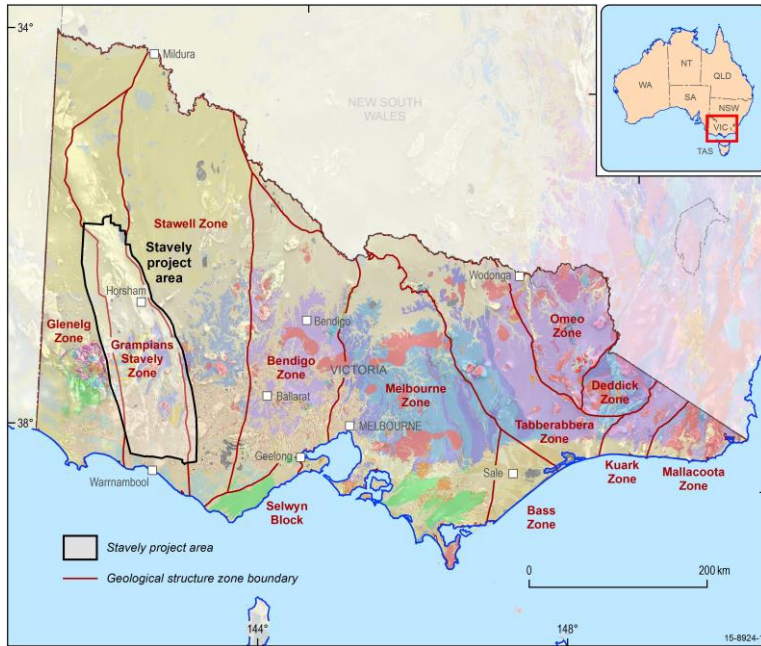 34°
Mildura
NEW SOUTH
WALES
WA
NT
QLD
SA
NSW
VIC
TAS
Stawell Zone
Stavely
project
area
Wodonga
Horsham
Glenelg
Zone
Grampians
Stavely
Zone
Bendigo
Omeo
Zone
Bendigo
Zone
VICTORIA
Melbourne
Zone
Deddick
Zone
Ballarat
38°
MELBOURNE
Tabberabbera
Zone
Geelong
Warrnambool
Sale
Kuark
Zone
Mallacoota
Zone
Selwyn
Block
Bass
Zone
Stavely project area
Geological structure zone boundary
0
200 km
144°
148°
15-8924-1